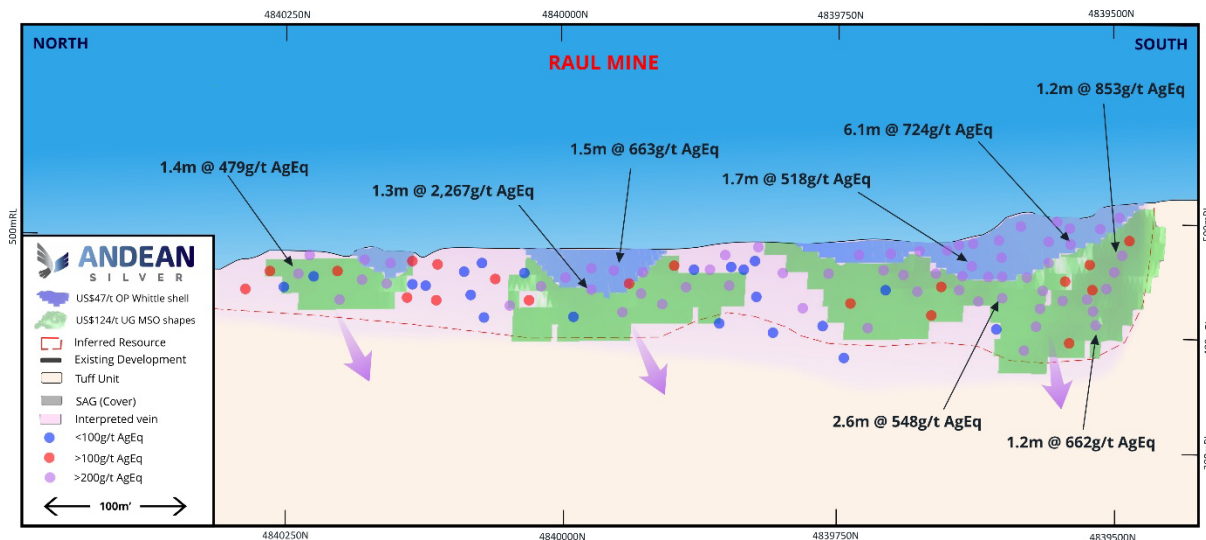 4840250N
4840000N
4839750N
4839500N
NORTH
SOUTH
RAUL MINE
1.2m @ 853g/t AgEq
6.1m @ 724g/t AgEq
1.5m @ 663g/t AgEq
1.4m @ 479g/t AgEq
1.7m @ 518g/t AgEq
1.3m @ 2,267g/t AgEq
500mRL
ANDEAN
SILVER
US$47/t OP Whittle shell
US$124/t UG MSO shapes
Inferred Resource
Existing Development
Tuff Unit
SAG (Cover)
Interpreted vein
<100g/t AgEq
>100g/t AgEq
>200g/t AgEq
100m'
2.6m @ 548g/t AgEq
1.2m @ 662g/t AgEq
4840250N
4840000N
4839750N
4839500N